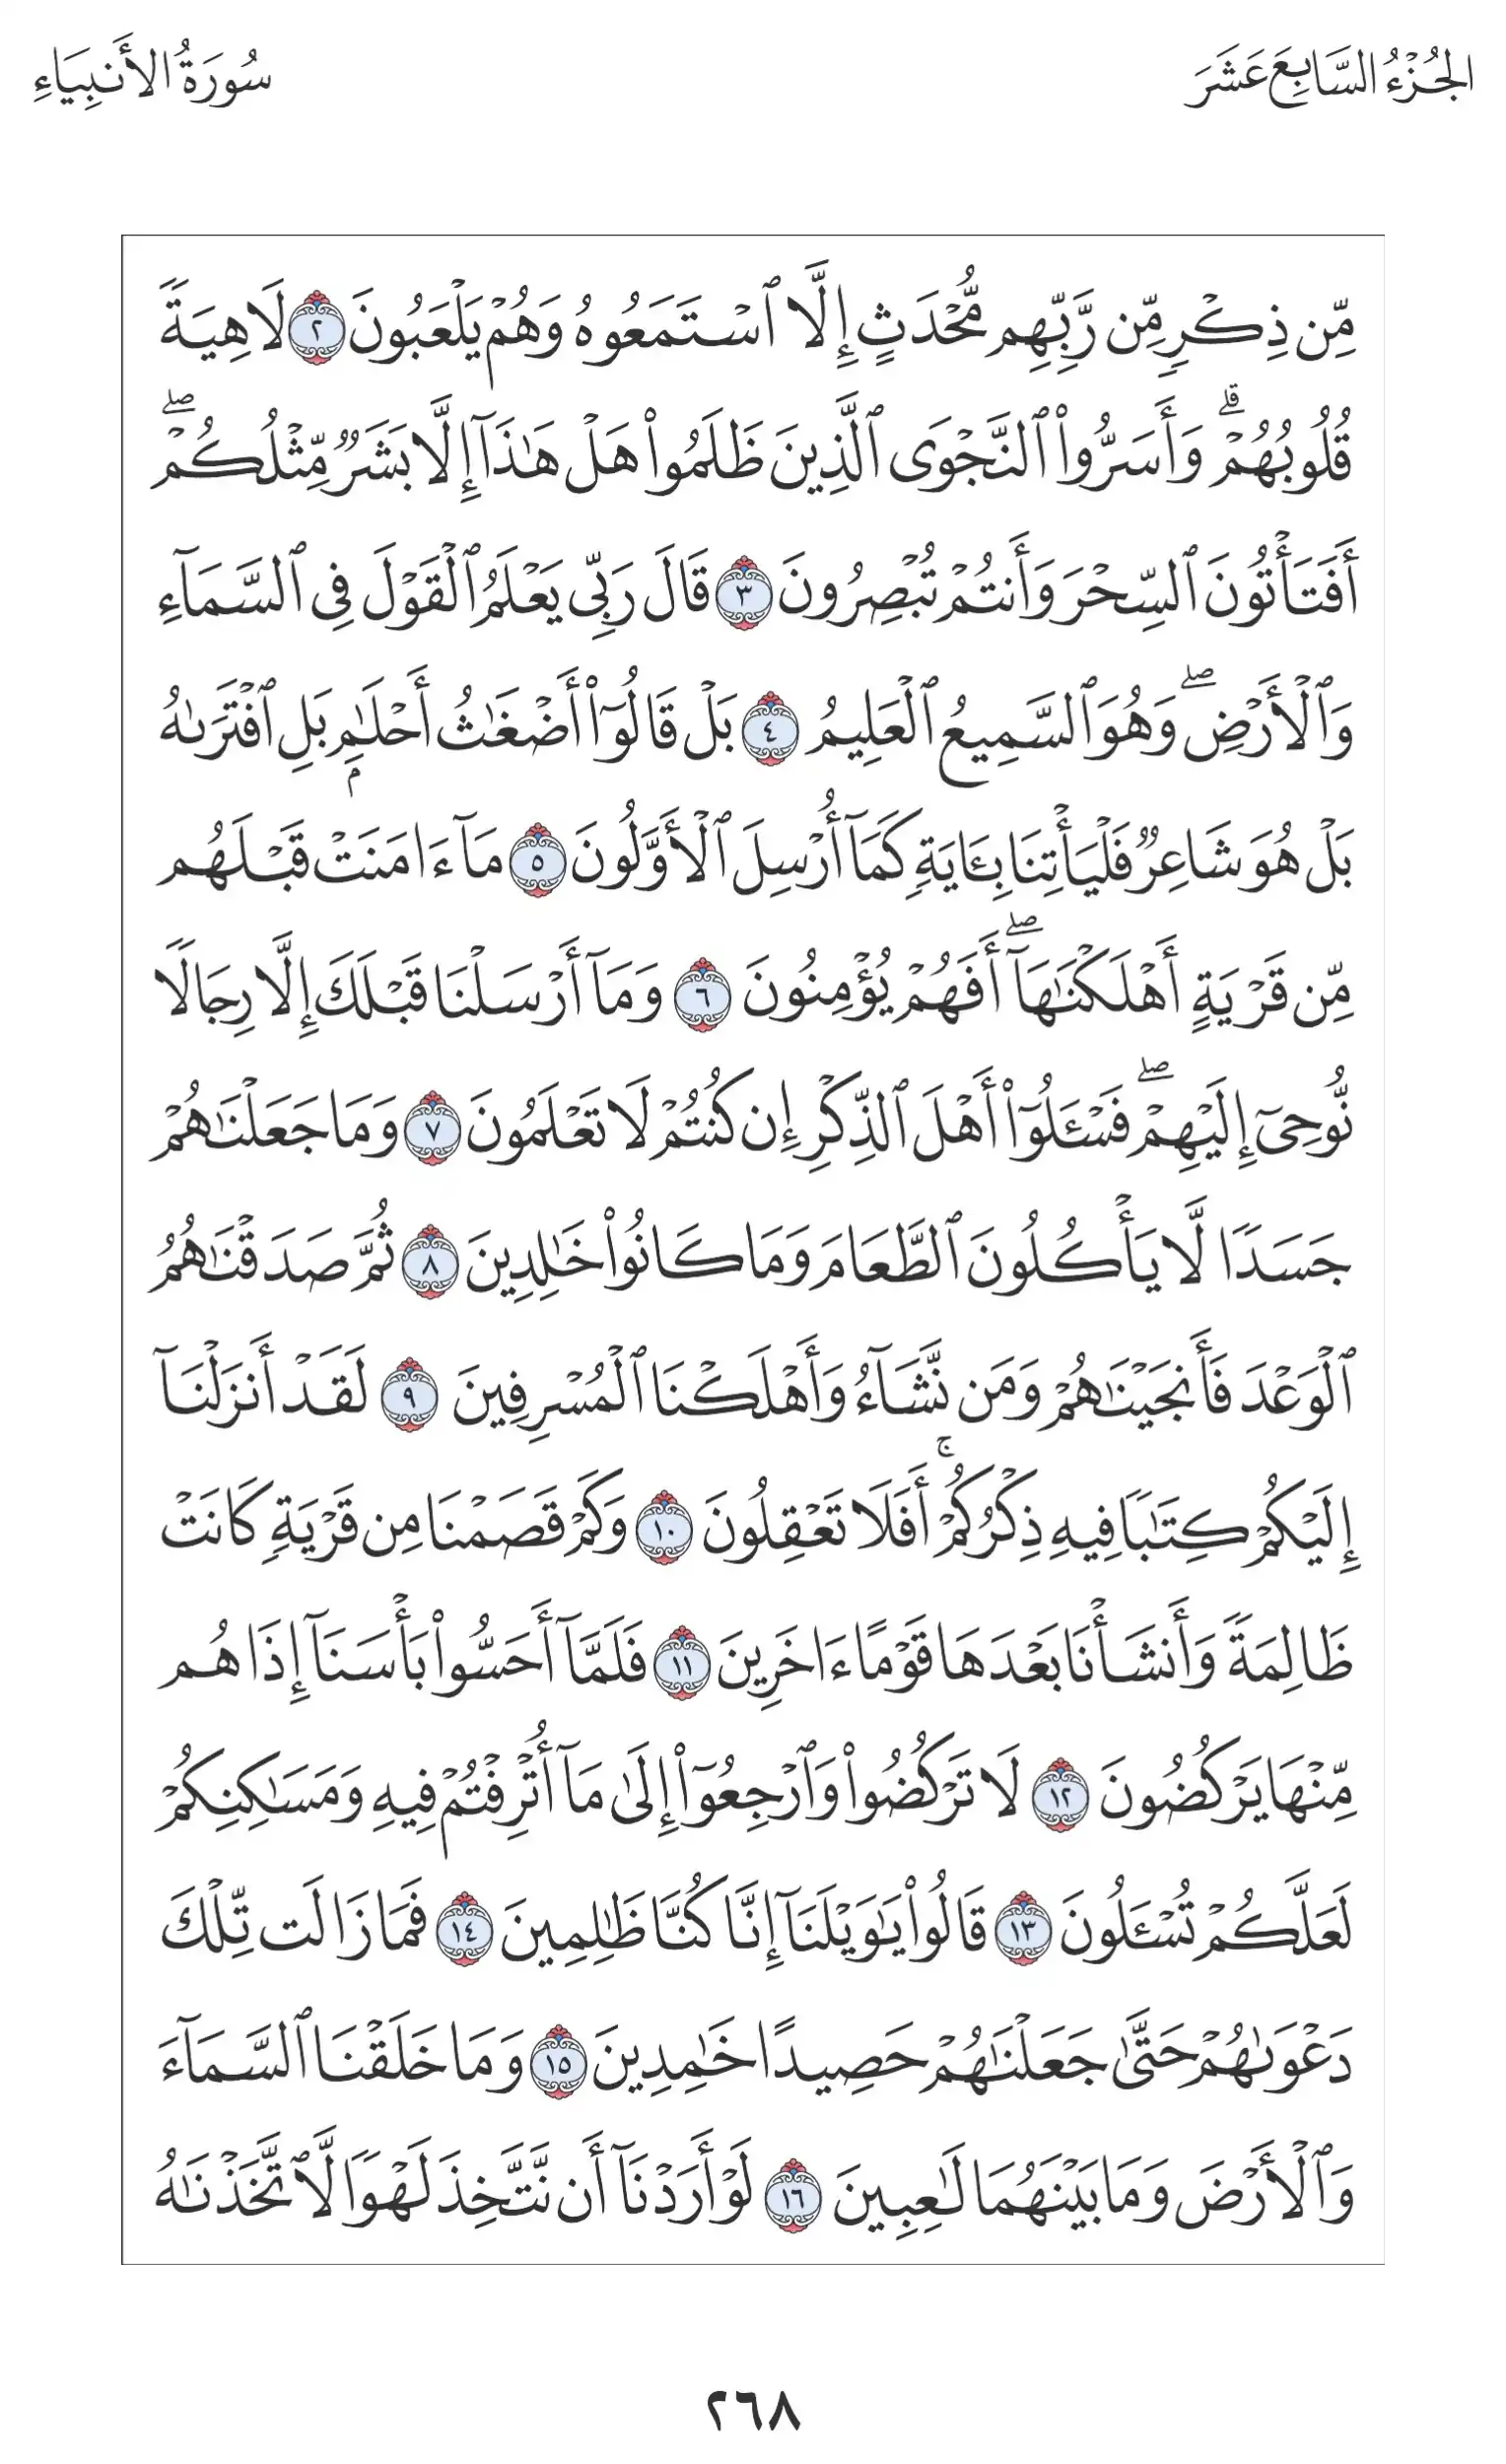 الجُزْءُ السَّابِعَ عَشَرَ
سُورَةُ الأَنبِيَاءِ
مِّن ذِكۡرٖ مِّن رَّبِّهِم مُّحۡدَثٍ إِلَّا ٱسۡتَمَعُوهُ وَهُمۡ يَلۡعَبُونَ ٢ لَاهِيَةٗ
قُلُوبُهُمۡۗ وَأَسَرُّواْ ٱلنَّجۡوَى ٱلَّذِينَ ظَلَمُواْ هَلۡ هَٰذَآ إِلَّا بَشَرٞ مِّثۡلُكُمۡۖ
أَفَتَأۡتُونَ ٱلسِّحۡرَ وَأَنتُمۡ تُبۡصِرُونَ ٣ قَالَ رَبِّي يَعۡلَمُ ٱلۡقَوۡلَ فِي ٱلسَّمَآءِ
وَٱلۡأَرۡضِۖ وَهُوَ ٱلسَّمِيعُ ٱلۡعَلِيمُ ٤ بَلۡ قَالُوٓاْ أَضۡغَٰثُ أَحۡلَٰمِۭ بَلِ ٱفۡتَرَىٰهُ
بَلۡ هُوَ شَاعِرٞ فَلۡيَأۡتِنَا بِـَٔايَةٖ كَمَآ أُرۡسِلَ ٱلۡأَوَّلُونَ ٥ مَآ ءَامَنَتۡ قَبۡلَهُم
مِّن قَرۡيَةٍ أَهۡلَكۡنَٰهَآۖ أَفَهُمۡ يُؤۡمِنُونَ ٦ وَمَآ أَرۡسَلۡنَا قَبۡلَكَ إِلَّا رِجَالٗا
نُّوحِيٓ إِلَيۡهِمۡۖ فَسۡـَٔلُوٓاْ أَهۡلَ ٱلذِّكۡرِ إِن كُنتُمۡ لَا تَعۡلَمُونَ ٧ وَمَا جَعَلۡنَٰهُمۡ
جَسَدٗا لَّا يَأۡكُلُونَ ٱلطَّعَامَ وَمَا كَانُواْ خَٰلِدِينَ ٨ ثُمَّ صَدَقۡنَٰهُمُ
ٱلۡوَعۡدَ فَأَنجَيۡنَٰهُمۡ وَمَن نَّشَآءُ وَأَهۡلَكۡنَا ٱلۡمُسۡرِفِينَ ٩ لَقَدۡ أَنزَلۡنَآ
إِلَيۡكُمۡ كِتَٰبٗا فِيهِ ذِكۡرُكُمۡۚ أَفَلَا تَعۡقِلُونَ ١٠ وَكَمۡ قَصَمۡنَا مِن قَرۡيَةٖ كَانَتۡ
ظَالِمَةٗ وَأَنشَأۡنَا بَعۡدَهَا قَوۡمًا ءَاخَرِينَ ١١ فَلَمَّآ أَحَسُّواْ بَأۡسَنَآ إِذَا هُم
مِّنۡهَا يَرۡكُضُونَ ١٢ لَا تَرۡكُضُواْ وَٱرۡجِعُوٓاْ إِلَىٰ مَآ أُتۡرِفۡتُمۡ فِيهِ وَمَسَٰكِنِكُمۡ
لَعَلَّكُمۡ تُسۡـَٔلُونَ ١٣ قَالُواْ يَٰوَيۡلَنَآ إِنَّا كُنَّا ظَٰلِمِينَ ١٤ فَمَا زَالَت تِّلۡكَ
دَعۡوَىٰهُمۡ حَتَّىٰ جَعَلۡنَٰهُمۡ حَصِيدًا خَٰمِدِينَ ١٥ وَمَا خَلَقۡنَا ٱلسَّمَآءَ
وَٱلۡأَرۡضَ وَمَا بَيۡنَهُمَا لَٰعِبِينَ ١٦ لَوۡ أَرَدۡنَآ أَن نَّتَّخِذَ لَهۡوٗا لَّٱتَّخَذۡنَٰهُ
٢٦٨